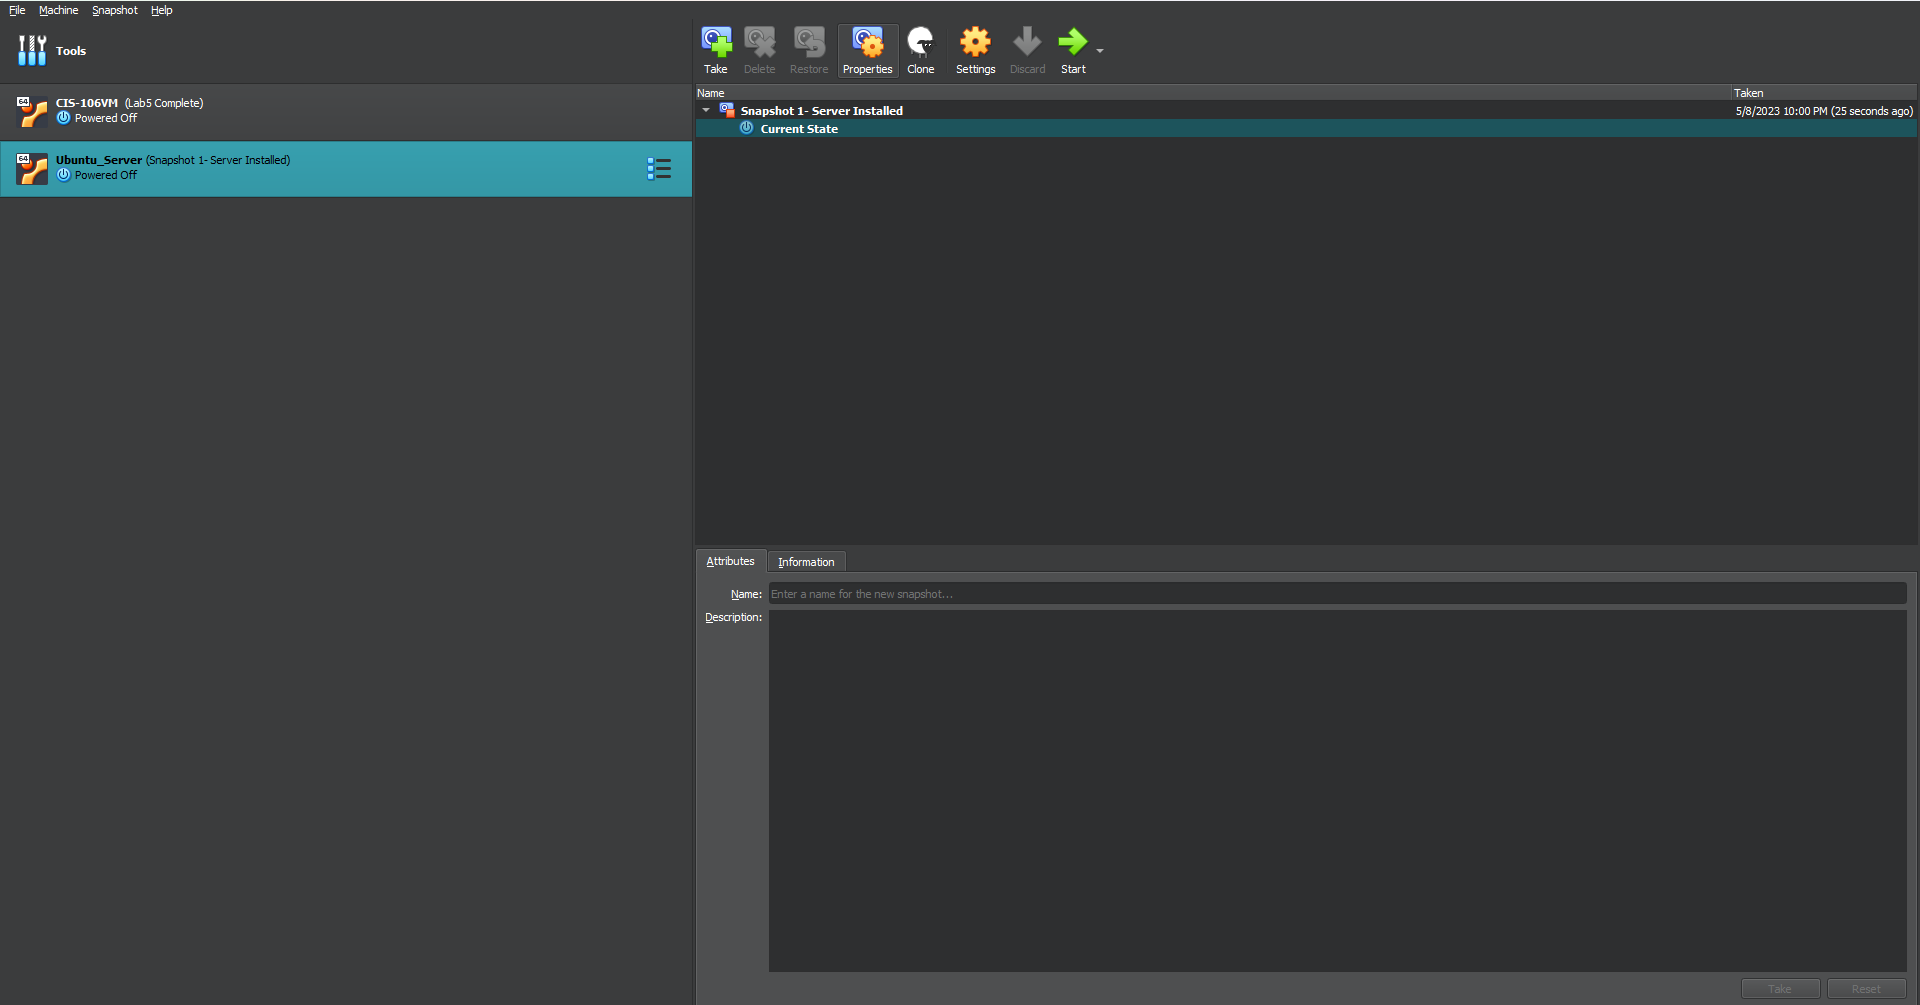 File Machine Snapshot Help
Tools
64
CIS-106VM (Lab5 Complete)
Powered Off
64
Ubuntu_Server (Snapshot 1- Server Installed)
Powered Off
Take Delete Restore Properties Clone Settings Discard Start
Name Taken
Snapshot 1- Server Installed 5/8/2023 10:00 PM (25 seconds ago)
Current State
Attributes Information
Name: Enter a name for the new snapshot...
Description:
Take Reset